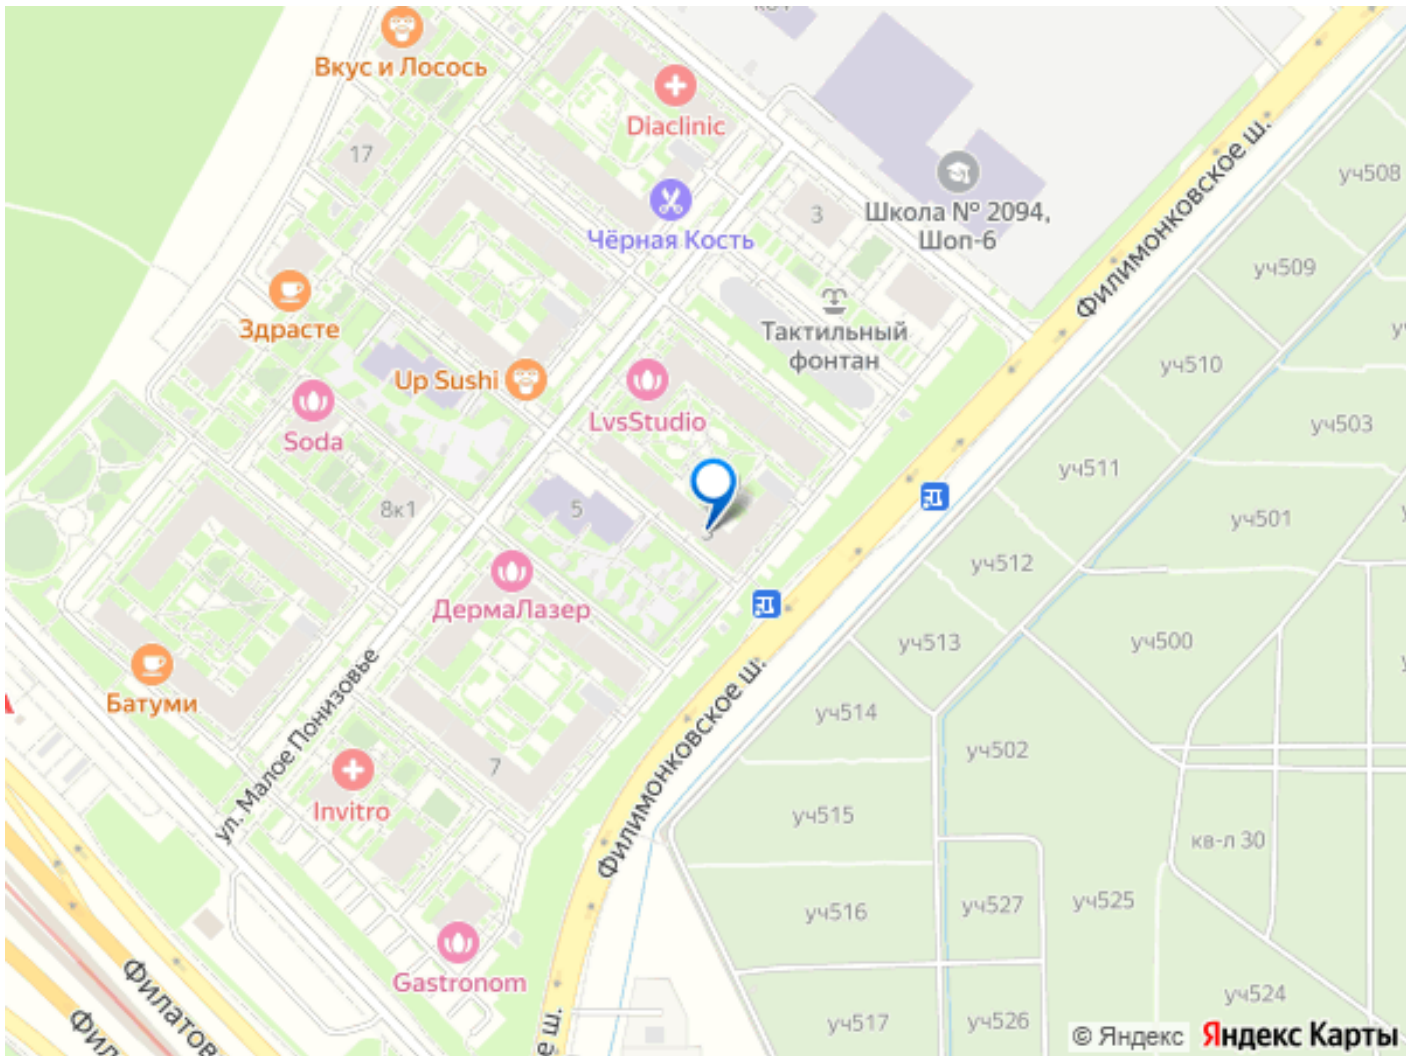 Вкус и Лосось
Diaclinic
17
уч508
Чёрная Кость
3
Школа № 2094,
Шоп-6
Филимонковское ш.
уч509
Здрасте
Тактильный
фонтан
уч510
Up Sushi
LvsStudio
уч503
Soda
уч511
8к1
5
уч501
3
уч512
ДермаЛазер
уч513
уч500
Батуми
ул. Малое Понизовье
Филимонковское ш.
уч514
уч502
7
Invitro
уч515
кв-л 30
уч516
уч527
уч525
Gastronom
Филатов
Фил
е ш.
уч517
уч526
уч524
© Яндекс
Яндекс Карты